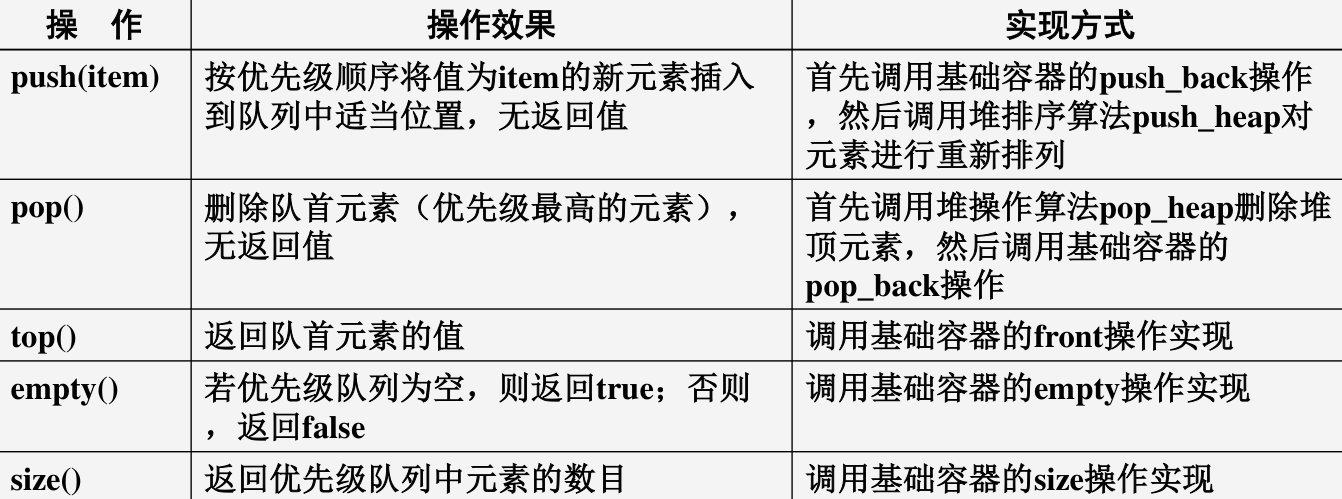 操 作 操作效果 实现方式
push(item) 按优先级顺序将值为item的新元素插入 首先调用基础容器的push_back操作
到队列中适当位置，无返回值 ，然后调用堆排序算法push_heap对
元素进行重新排列
pop() 删除队首元素（优先级最高的元素）， 首先调用堆操作算法pop_heap删除堆
无返回值 顶元素，然后调用基础容器的
pop_back操作
top() 返回队首元素的值 调用基础容器的front操作实现
empty() 若优先级队列为空，则返回true；否则 调用基础容器的empty操作实现
，返回false
size() 返回优先级队列中元素的数目 调用基础容器的size操作实现